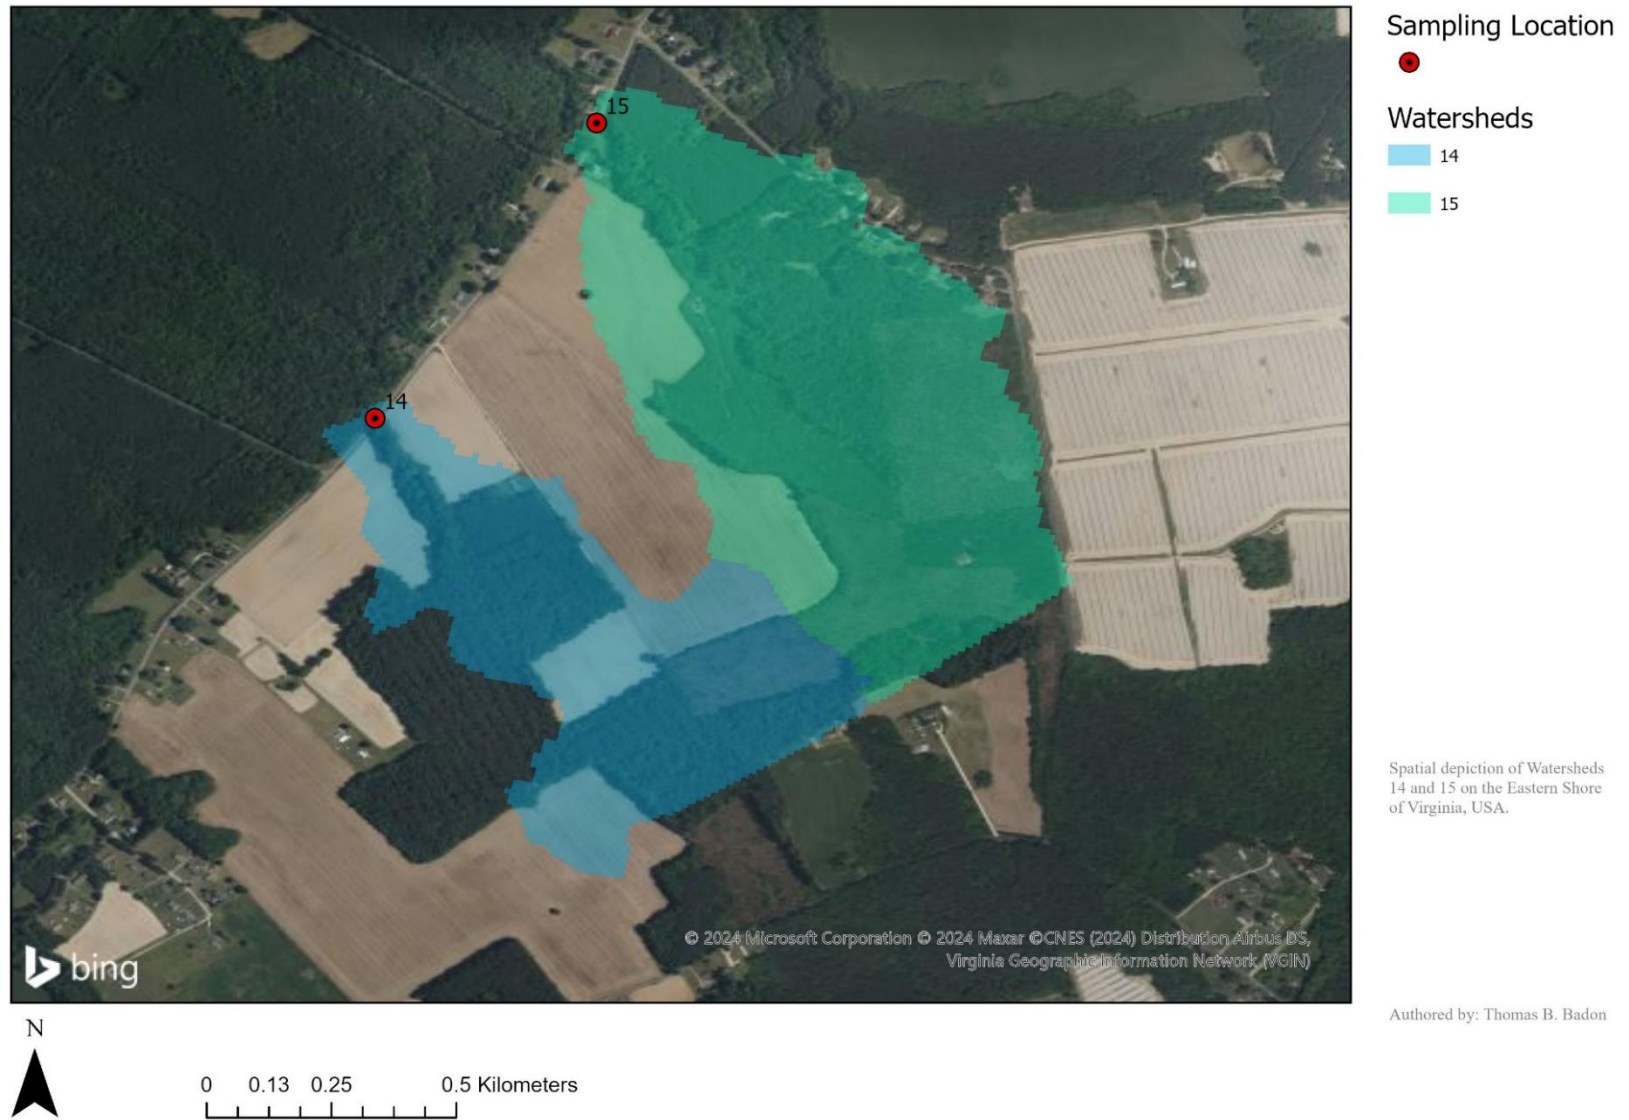 Sampling Location
Watersheds
14
15
15
14
Spatial depiction of Watersheds
14 and 15 on the Eastern Shore
of Virginia, USA.
© 2024 Microsoft Corporation © 2024 Maxar ©CNES (2024) Distribution Airbus DS,
Virginia Geographic Information Network (VGIN)
bing
Authored by: Thomas B. Badon
N
0 0.13 0.25 0.5 Kilometers